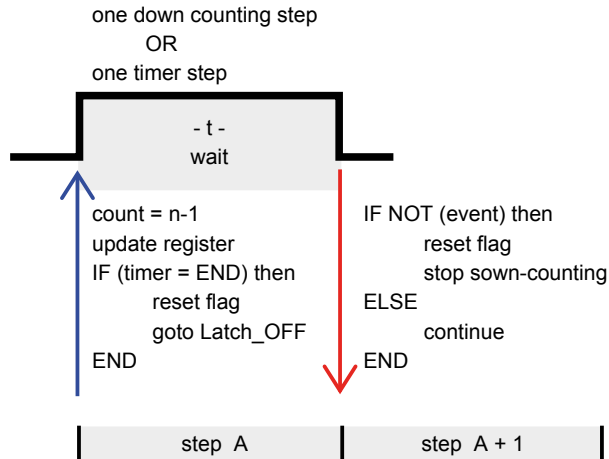 one down counting step
OR
one timer step
- t -
wait
count = n-1
update register
IF (timer = END) then
reset flag
goto Latch_OFF
END
IF NOT (event) then
reset flag
stop sown-counting
ELSE
continue
END
step A
step A + 1